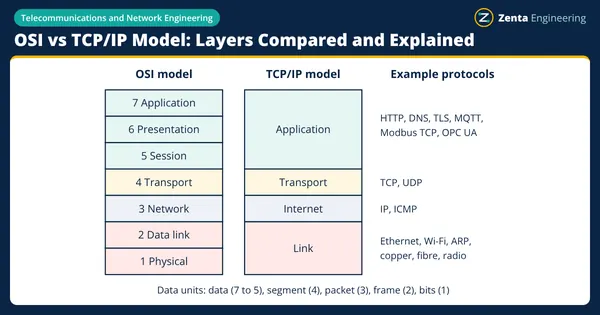 Telecommunications and Network Engineering
Zenta Engineering
OSI vs TCP/IP Model: Layers Compared and Explained
OSI model
TCP/IP model
Example protocols
7 Application
6 Presentation
5 Session
Application
HTTP, DNS, TLS, MQTT,
Modbus TCP, OPC UA
4 Transport
Transport
TCP, UDP
3 Network
Internet
IP, ICMP
2 Data link
1 Physical
Link
Ethernet, Wi-Fi, ARP,
copper, fibre, radio
Data units: data (7 to 5), segment (4), packet (3), frame (2), bits (1)